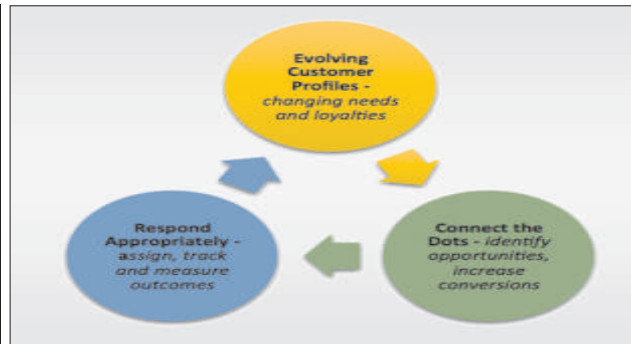 Evolving
Customer
Profiles -
changing needs
and loyalties
Connect the
Dots - identify
opportunities,
increase
conversions
Respond
Appropriately -
assign, track
and measure
outcomes